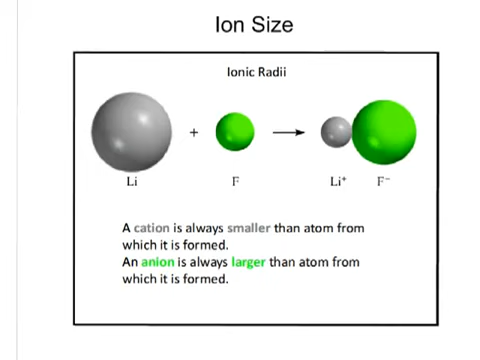 Ion Size
Ionic Radii
+
Li F Li⁺ F⁻
A cation is always smaller than atom from
which it is formed.
An anion is always larger than atom from
which it is formed.